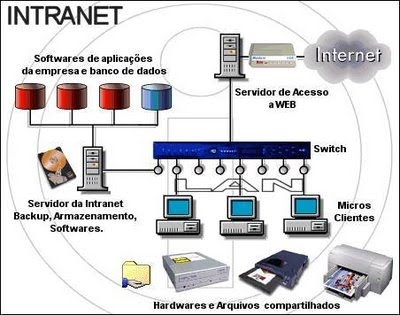 INTRANET
Softwares de aplicações
da empresa e banco de dados
Internet
Servidor de Acesso
a WEB
Switch
LAN
Servidor da Intranet
Backup, Armazenamento,
Softwares.
Micros
Clientes
Hardwares e Arquivos compartilhados